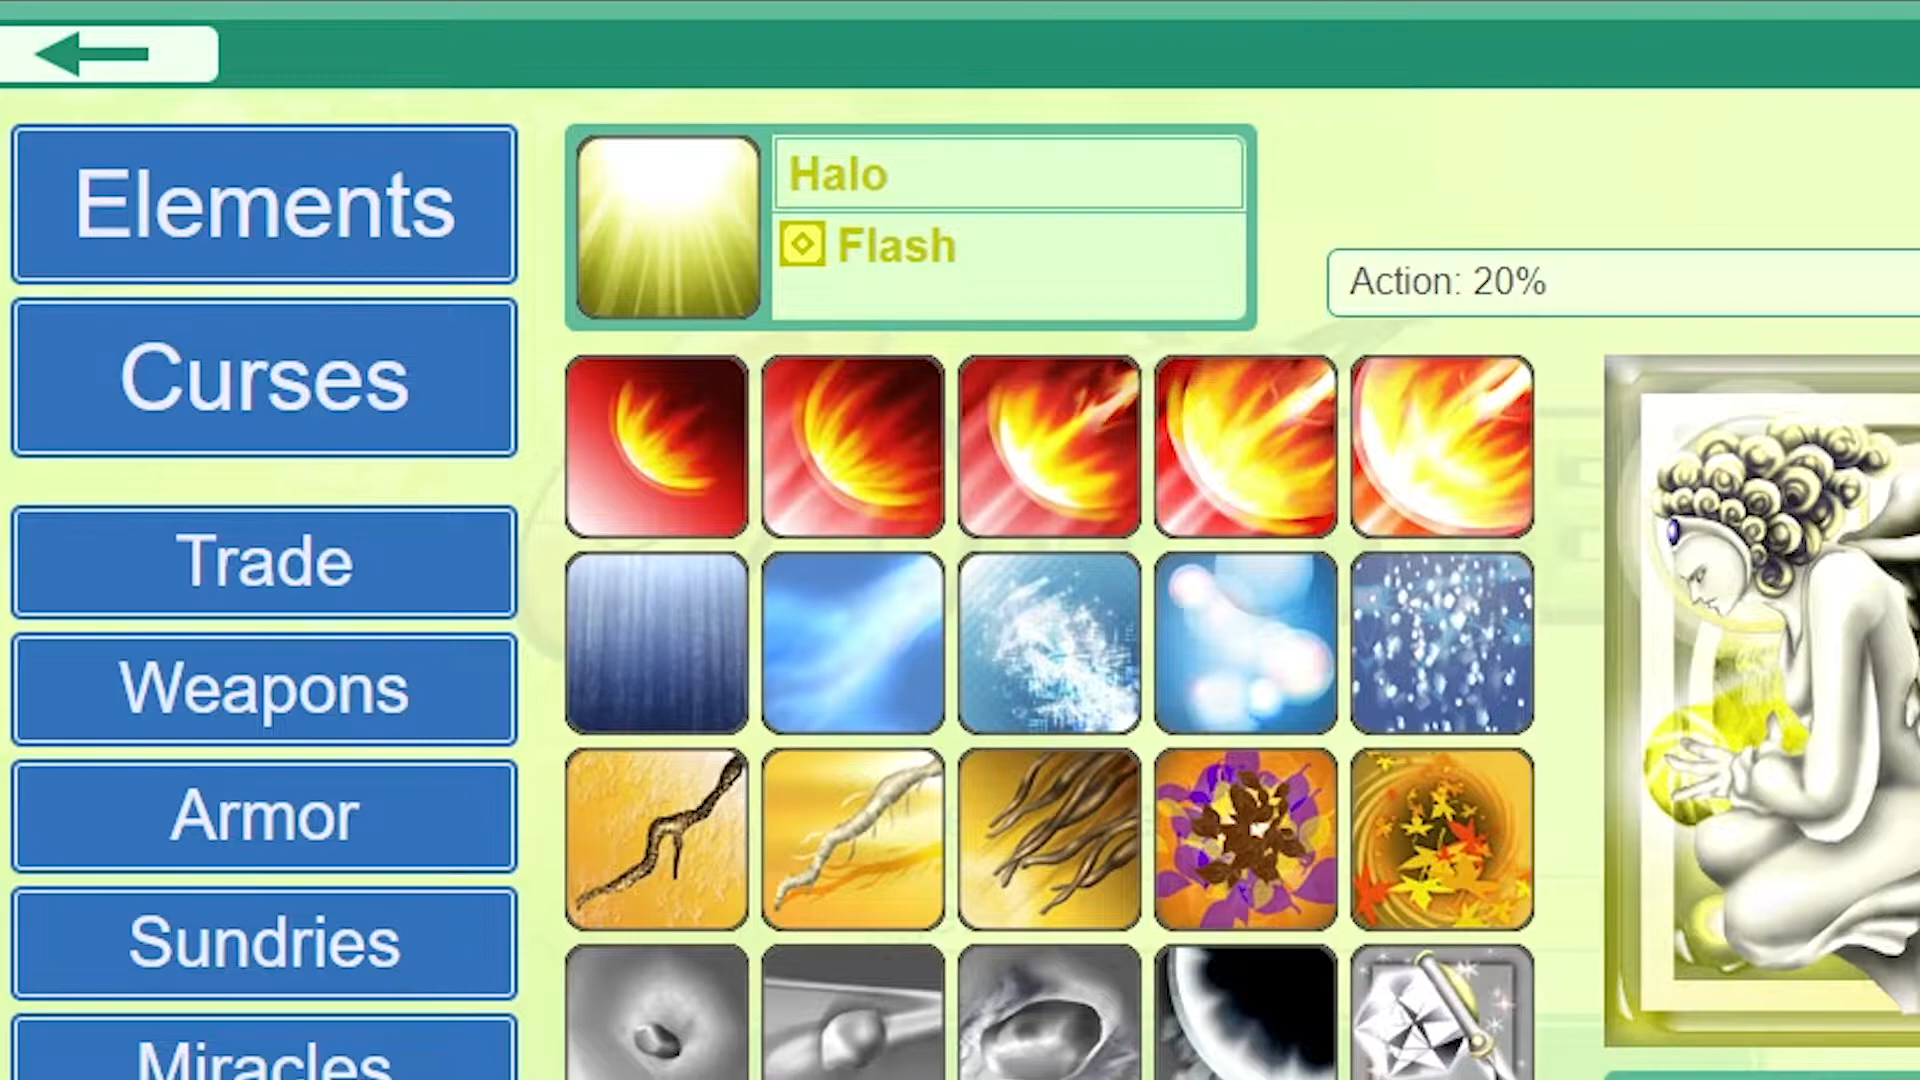 Elements
Curses
Trade
Weapons
Armor
Sundries
Miracles
Halo
Flash
Action: 20%